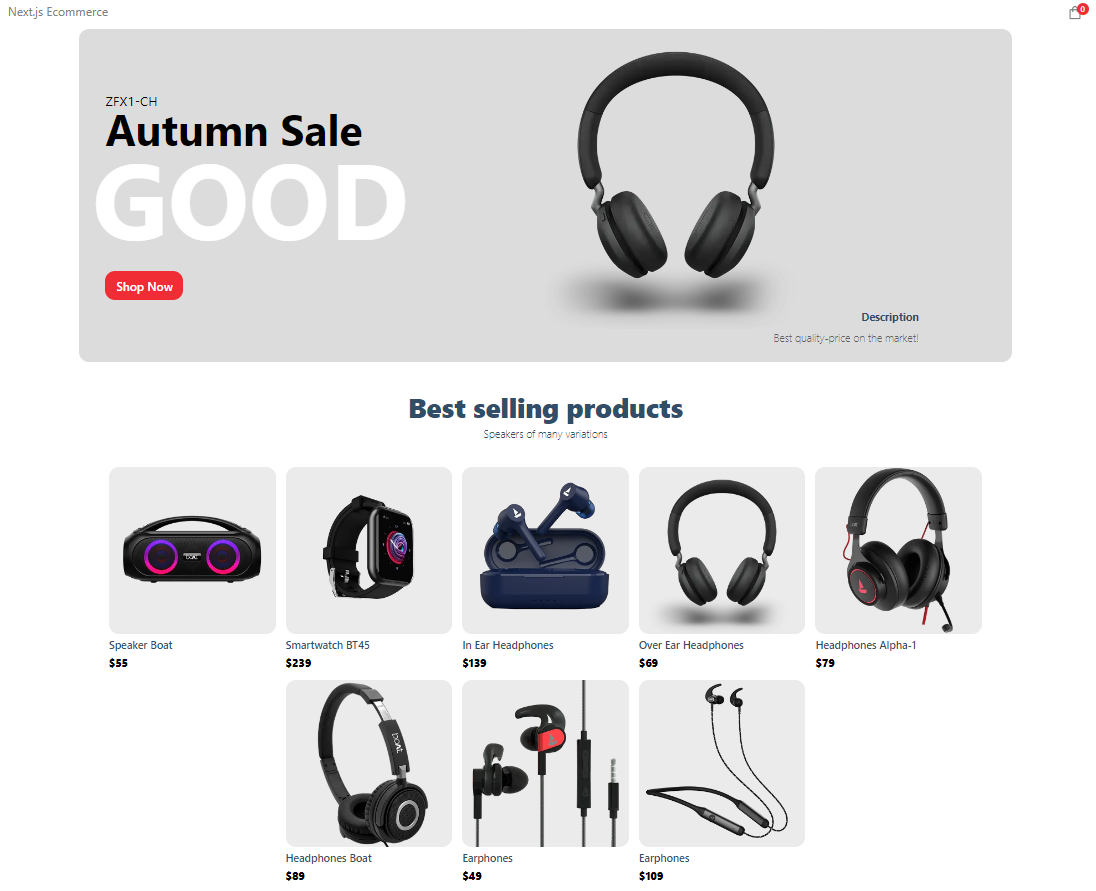 Next.js Ecommerce
0
ZFX1-CH
Autumn Sale
GOOD
Shop Now
Description
Best quality-price on the market!
Best selling products
Speakers of many variations
boAt
Speaker Boat
$55
Smartwatch BT45
$239
In Ear Headphones
$139
Over Ear Headphones
$69
Headphones Alpha-1
$79
boAt
Headphones Boat
$89
Earphones
$49
Earphones
$109